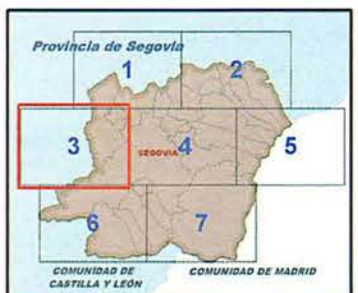 Provincia de Segovia
1
2
3
SEGOVIA
4
5
6
7
COMUNIDAD DE
CASTILLA Y LEÓN
COMUNIDAD DE MADRID